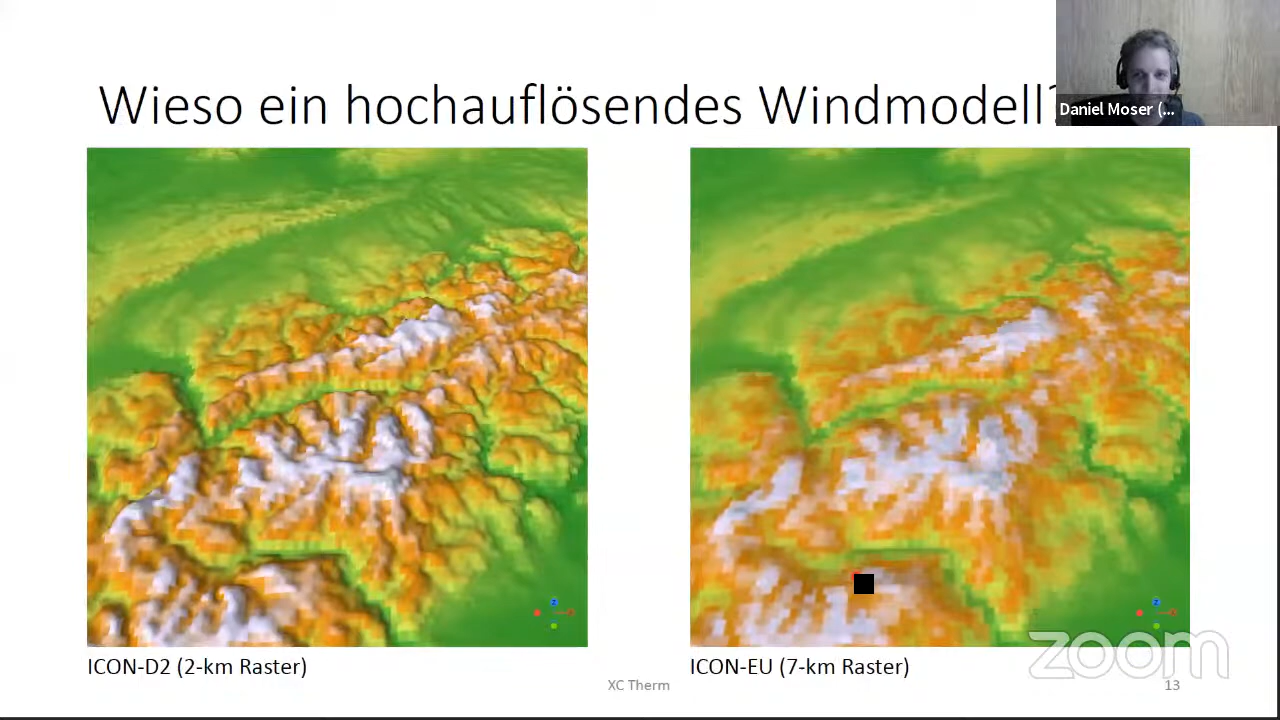 Wieso ein hochauflösendes Windmodell?
Daniel Moser (...
ICON-D2 (2-km Raster)
ICON-EU (7-km Raster)
XC Therm
13
zoom